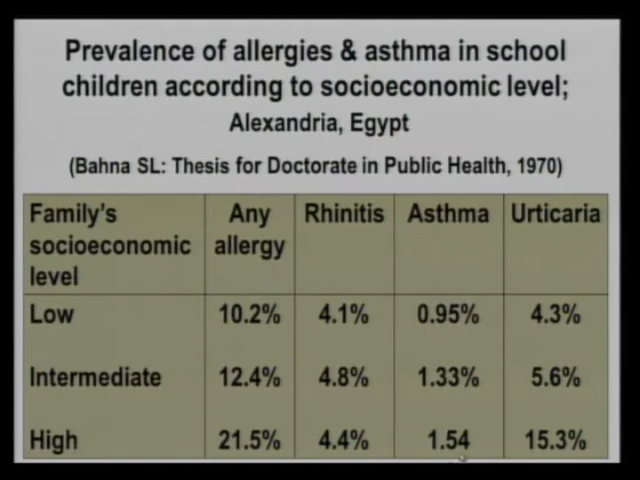 Prevalence of allergies & asthma in school
children according to socioeconomic level;
Alexandria, Egypt
(Bahna SL: Thesis for Doctorate in Public Health, 1970)
Family's socioeconomic level Any allergy Rhinitis Asthma Urticaria
Low 10.2% 4.1% 0.95% 4.3%
Intermediate 12.4% 4.8% 1.33% 5.6%
High 21.5% 4.4% 1.54 15.3%